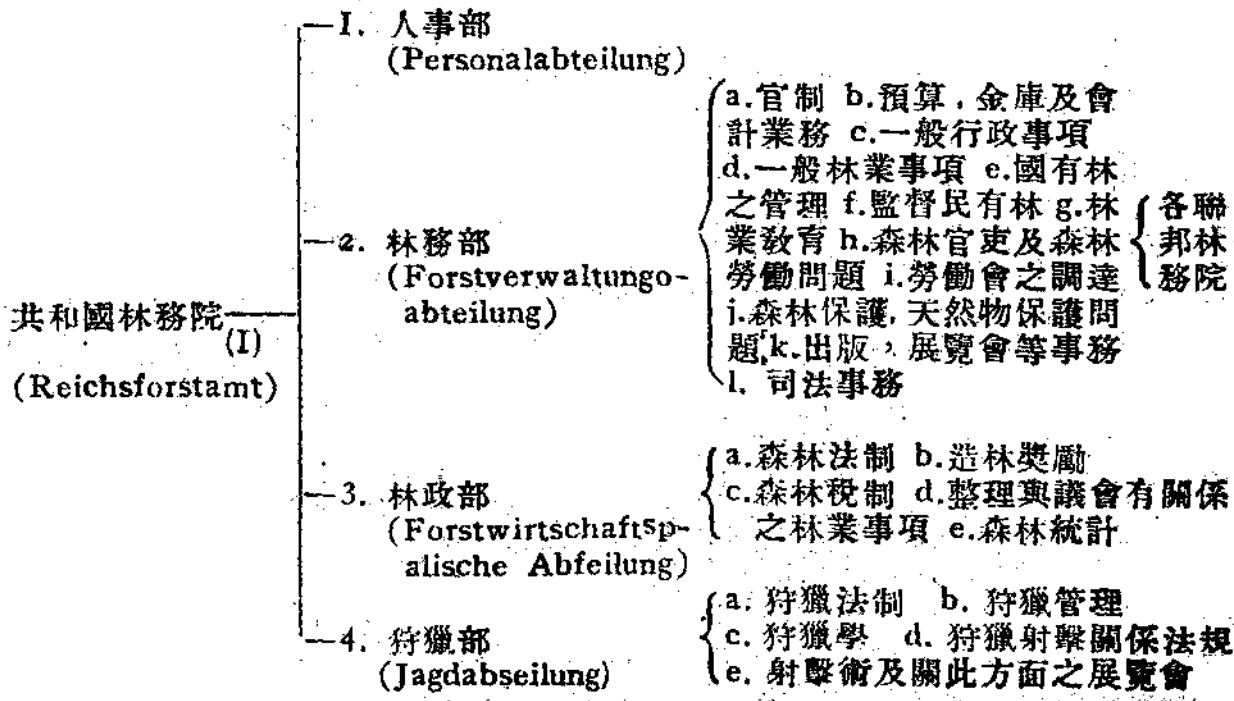 共和國林務院
(I)
(Reichsforstamt)
1. 人事部
(Personalabteilung)
2. 林務部
(Forstverwaltungo-
abteilung)
a.官制 b.預算，金庫及會
計業務 c.一般行政事項
d.一般林業事項 e.國有林
之管理 f.監督民有林 g.林
業敎育 h.森林官吏及森林
勞働問題 i.勞働會之調達
j.森林保護，天然物保護問
題，k.出版，展覽會等事務
l. 司法事務
各聯
邦林
務院
3. 林政部
(Forstwirtschaftsp-
alische Abfeilung)
a.森林法制 b.造林奬勵
c.森林稅制 d.整理與議會有關係
之林業事項 e.森林統計
4. 狩獵部
(Jagdabseilung)
a. 狩獵法制 b. 狩獵管理
c. 狩獵學 d. 狩獵射擊關係法規
e. 射擊術及關此方面之展覽會